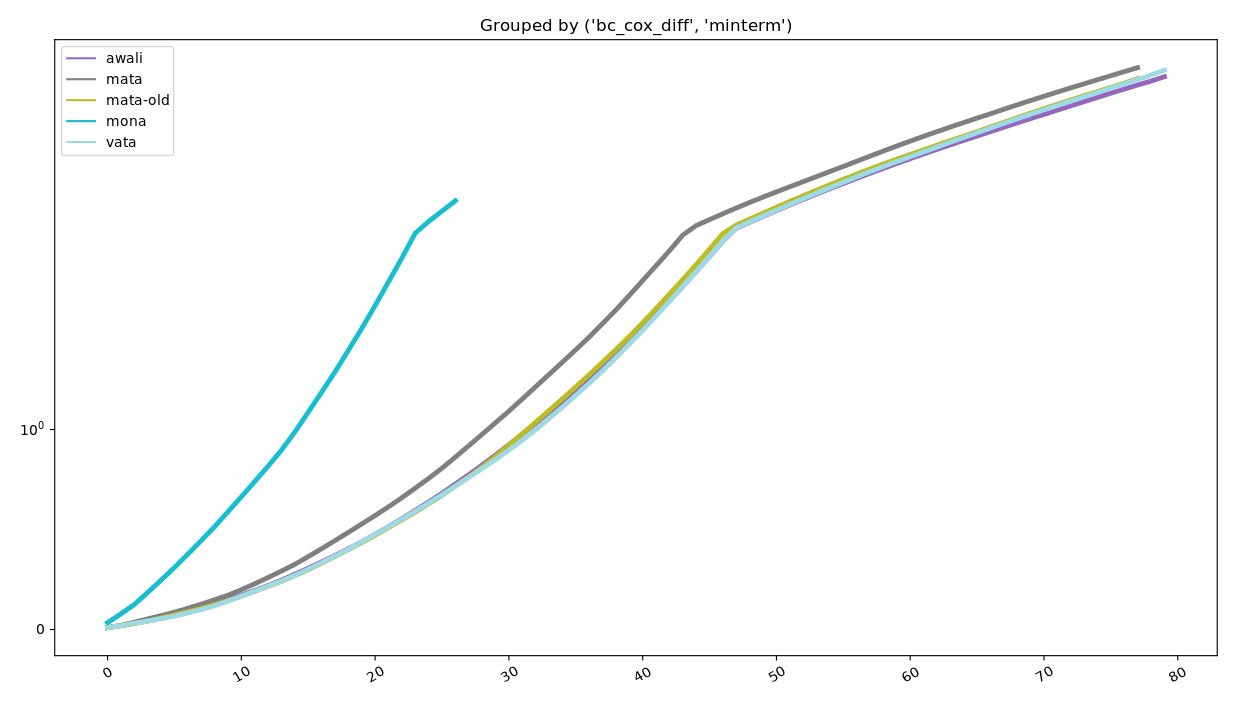 Grouped by ('bc_cox_diff', 'minterm')
awali
mata
mata-old
mona
vata
10⁰
0
0 10 20 30 40 50 60 70 80